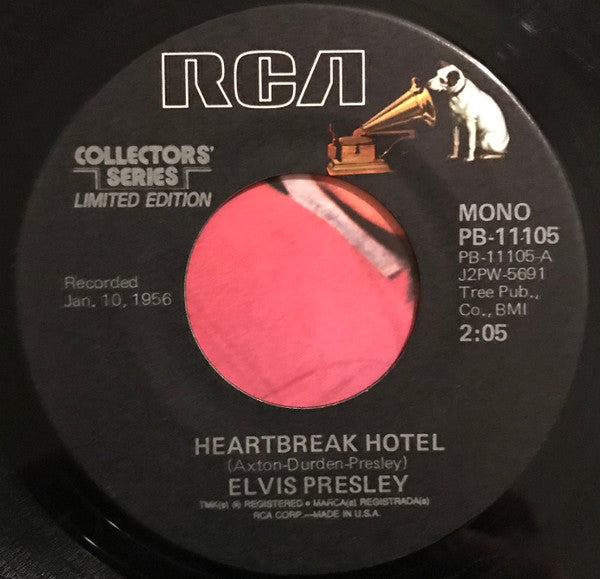 RCA
COLLECTORS'
SERIES
LIMITED EDITION
MONO
PB-11105
PB-11105-A
J2PW-5691
Tree Pub.,
Co., BMI
2:05
Recorded
Jan. 10, 1956
HEARTBREAK HOTEL
(Axton-Durden-Presley)
ELVIS PRESLEY
TMK(s) ® REGISTERED • MARCA(s) REGISTRADA(s)
RCA CORP.—MADE IN U.S.A.